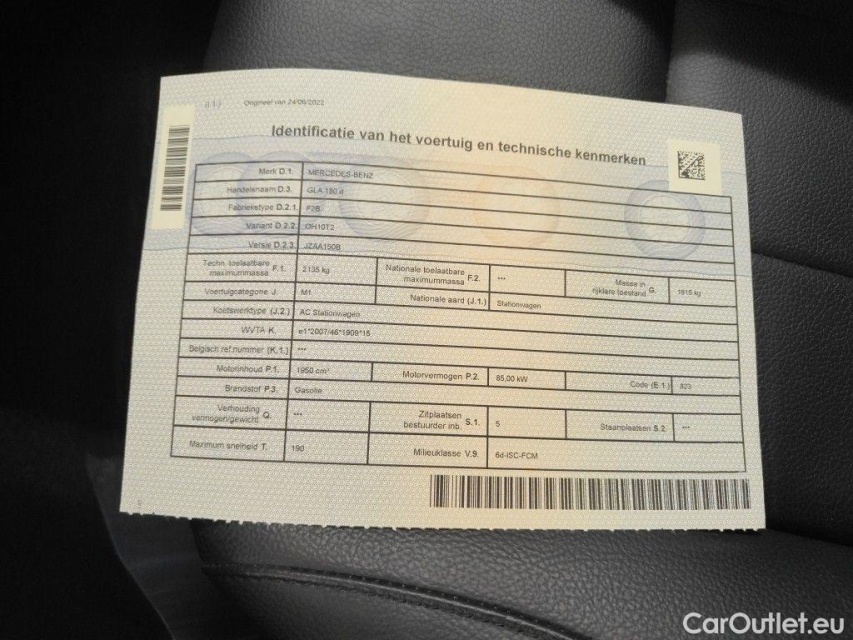 Origineel van 24/06/2022
Identificatie van het voertuig en technische kenmerken
Merk D.1. MERCEDES-BENZ
Handelsnaam D.3. GLA 180 d
Fabriekstype D.2.1. F2B
Variant D.2.2. OH10T2
Versie D.2.3. JZAA150B
Techn. toelaatbare maximummassa F.1. 2135 kg Nationale toelaatbare maximummassa F.2. --- Massa in rijklare toestand G. 1615 kg
Voertuigcategorie J. M1 Nationale aard (J.1.) Stationwagen
Koetswerktype (J.2.) AC Stationwagen
WVTA K. e1*2007/46*1909*15
Belgisch ref.nummer (K.1.) ---
Motorinhoud P.1. 1950 cm³ Motorvermogen P.2. 85,00 kW Code (E.1.) 323
Brandstof P.3. Gasolie
Verhouding vermogen/gewicht Q. --- Zitplaatsen bestuurder inb. S.1. 5 Staanplaatsen S.2. ---
Maximum snelheid T. 190 Milieuklasse V.9. 6d-ISC-FCM
CarOutlet.eu